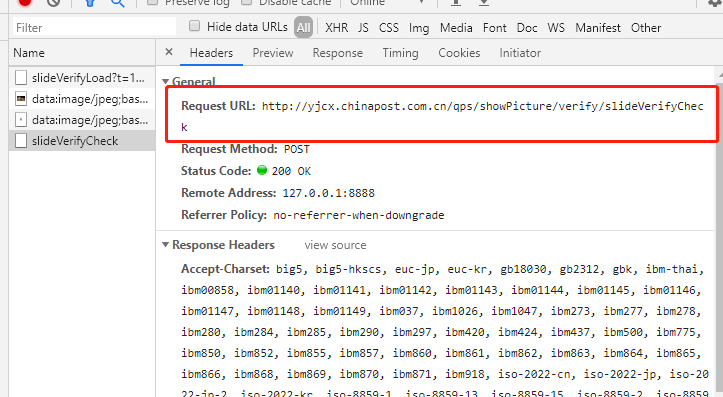 Preserve log
Disable cache
Online
Filter
Hide data URLs All XHR JS CSS Img Media Font Doc WS Manifest Other
Name
× Headers Preview Response Timing Cookies Initiator
slideVerifyLoad?t=1...
data:image/jpeg;bas...
data:image/jpeg;bas...
slideVerifyCheck
General
Request URL: http://yjcx.chinapost.com.cn/qps/showPicture/verify/slideVerifyChec
k
Request Method: POST
Status Code: 200 OK
Remote Address: 127.0.0.1:8888
Referrer Policy: no-referrer-when-downgrade
Response Headers view source
Accept-Charset: big5, big5-hkscs, euc-jp, euc-kr, gb18030, gb2312, gbk, ibm-thai,
ibm00858, ibm01140, ibm01141, ibm01142, ibm01143, ibm01144, ibm01145, ibm01146,
ibm01147, ibm01148, ibm01149, ibm037, ibm1026, ibm1047, ibm273, ibm277, ibm278,
ibm280, ibm284, ibm285, ibm290, ibm297, ibm420, ibm424, ibm437, ibm500, ibm775,
ibm850, ibm852, ibm855, ibm857, ibm860, ibm861, ibm862, ibm863, ibm864, ibm865,
ibm866, ibm868, ibm869, ibm870, ibm871, ibm918, iso-2022-cn, iso-2022-jp, iso-20
22-jp-2, iso-2022-kr, iso-8859-1, iso-8859-13, iso-8859-15, iso-8859-2, iso-8859